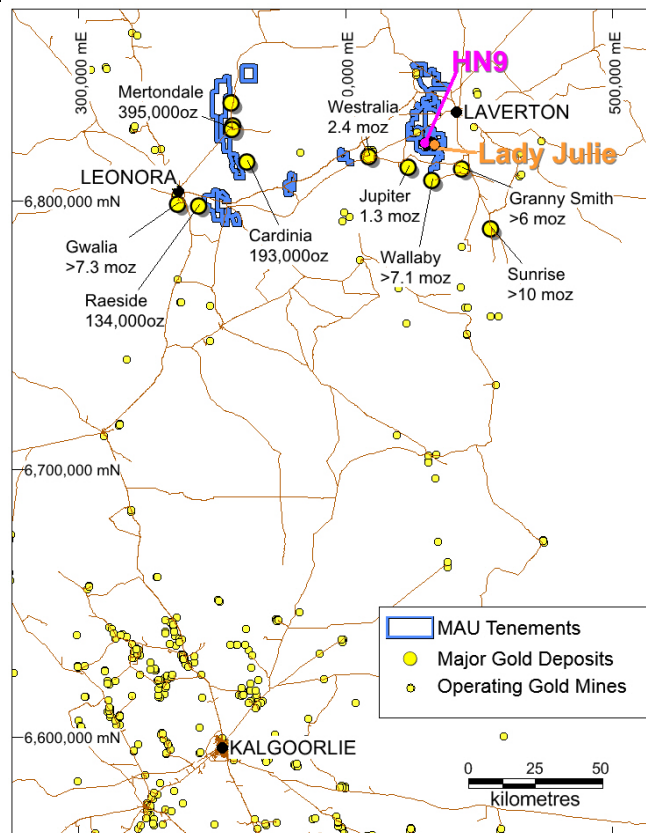 300,000 mE
0,000 mE
500,000 mE
HN9
Mertondale
395,000oz
Westralia
2.4 moz
LAVERTON
Lady Julie
LEONORA
6,800,000 mN
Jupiter
1.3 moz
Granny Smith
>6 moz
Gwalia
>7.3 moz
Cardinia
193,000oz
Wallaby
>7.1 moz
Sunrise
>10 moz
Raeside
134,000oz
6,700,000 mN
MAU Tenements
Major Gold Deposits
Operating Gold Mines
6,600,000 mN
KALGOORLIE
0 25 50
kilometres